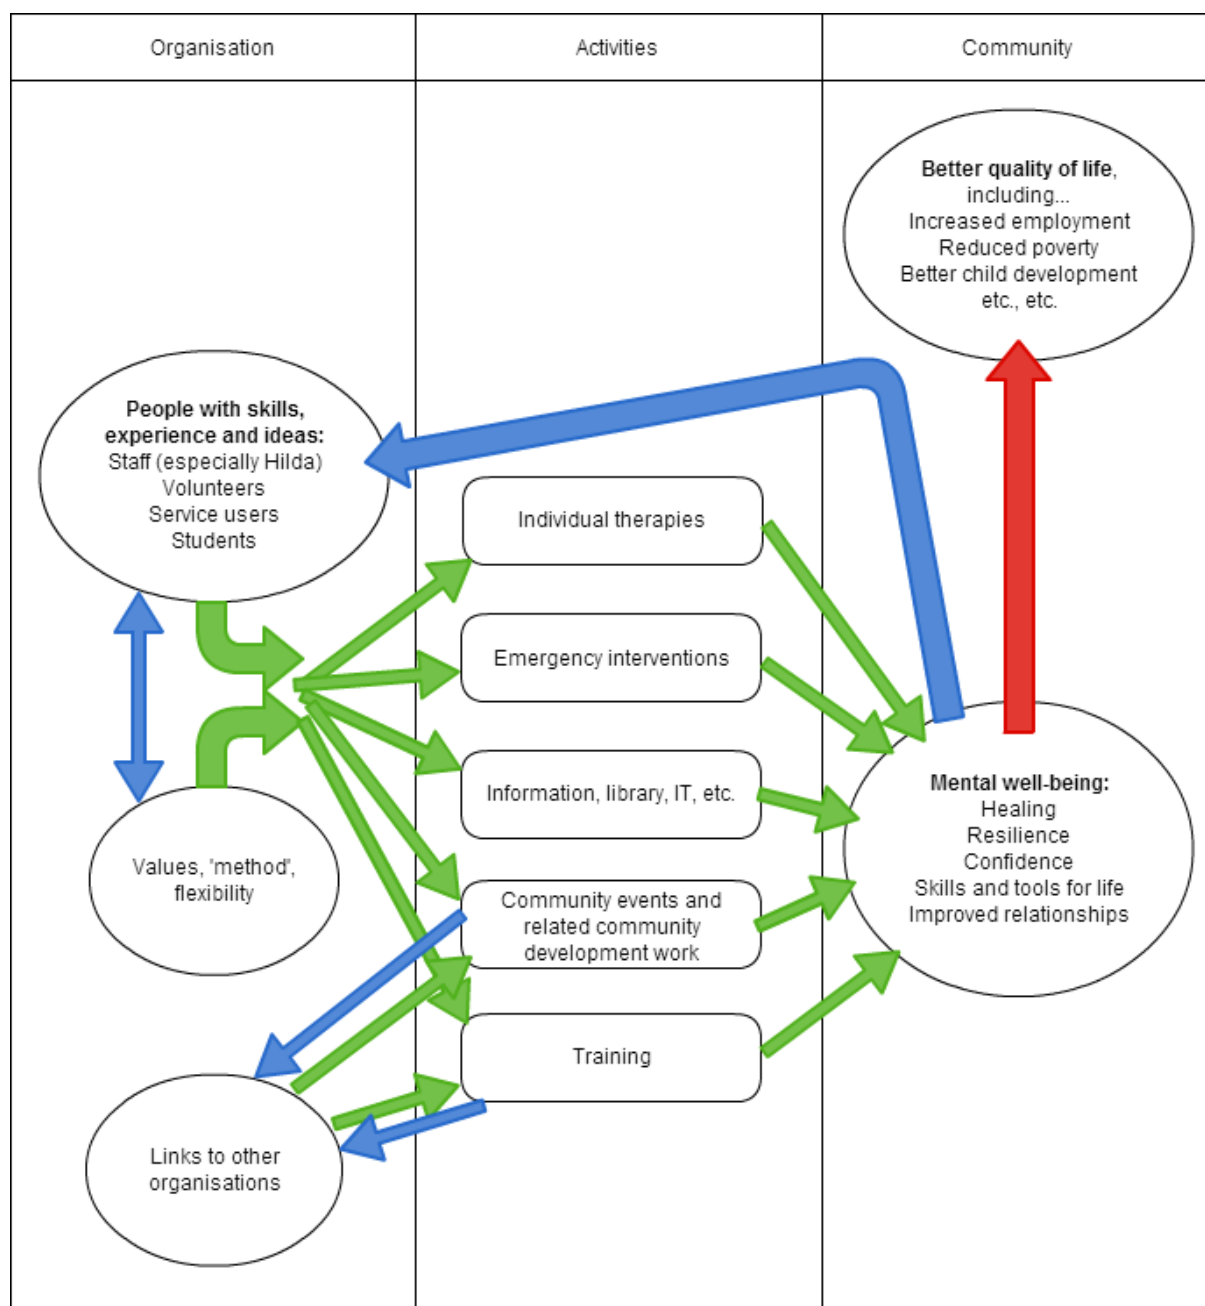 Organisation
Activities
Community
Better quality of life,
including...
Increased employment
Reduced poverty
Better child development
etc., etc.
People with skills,
experience and ideas:
Staff (especially Hilda)
Volunteers
Service users
Students
Individual therapies
Emergency interventions
Information, library, IT, etc.
Mental well-being:
Healing
Resilience
Confidence
Skills and tools for life
Improved relationships
Values, 'method',
flexibility
Community events and
related community
development work
Training
Links to other
organisations